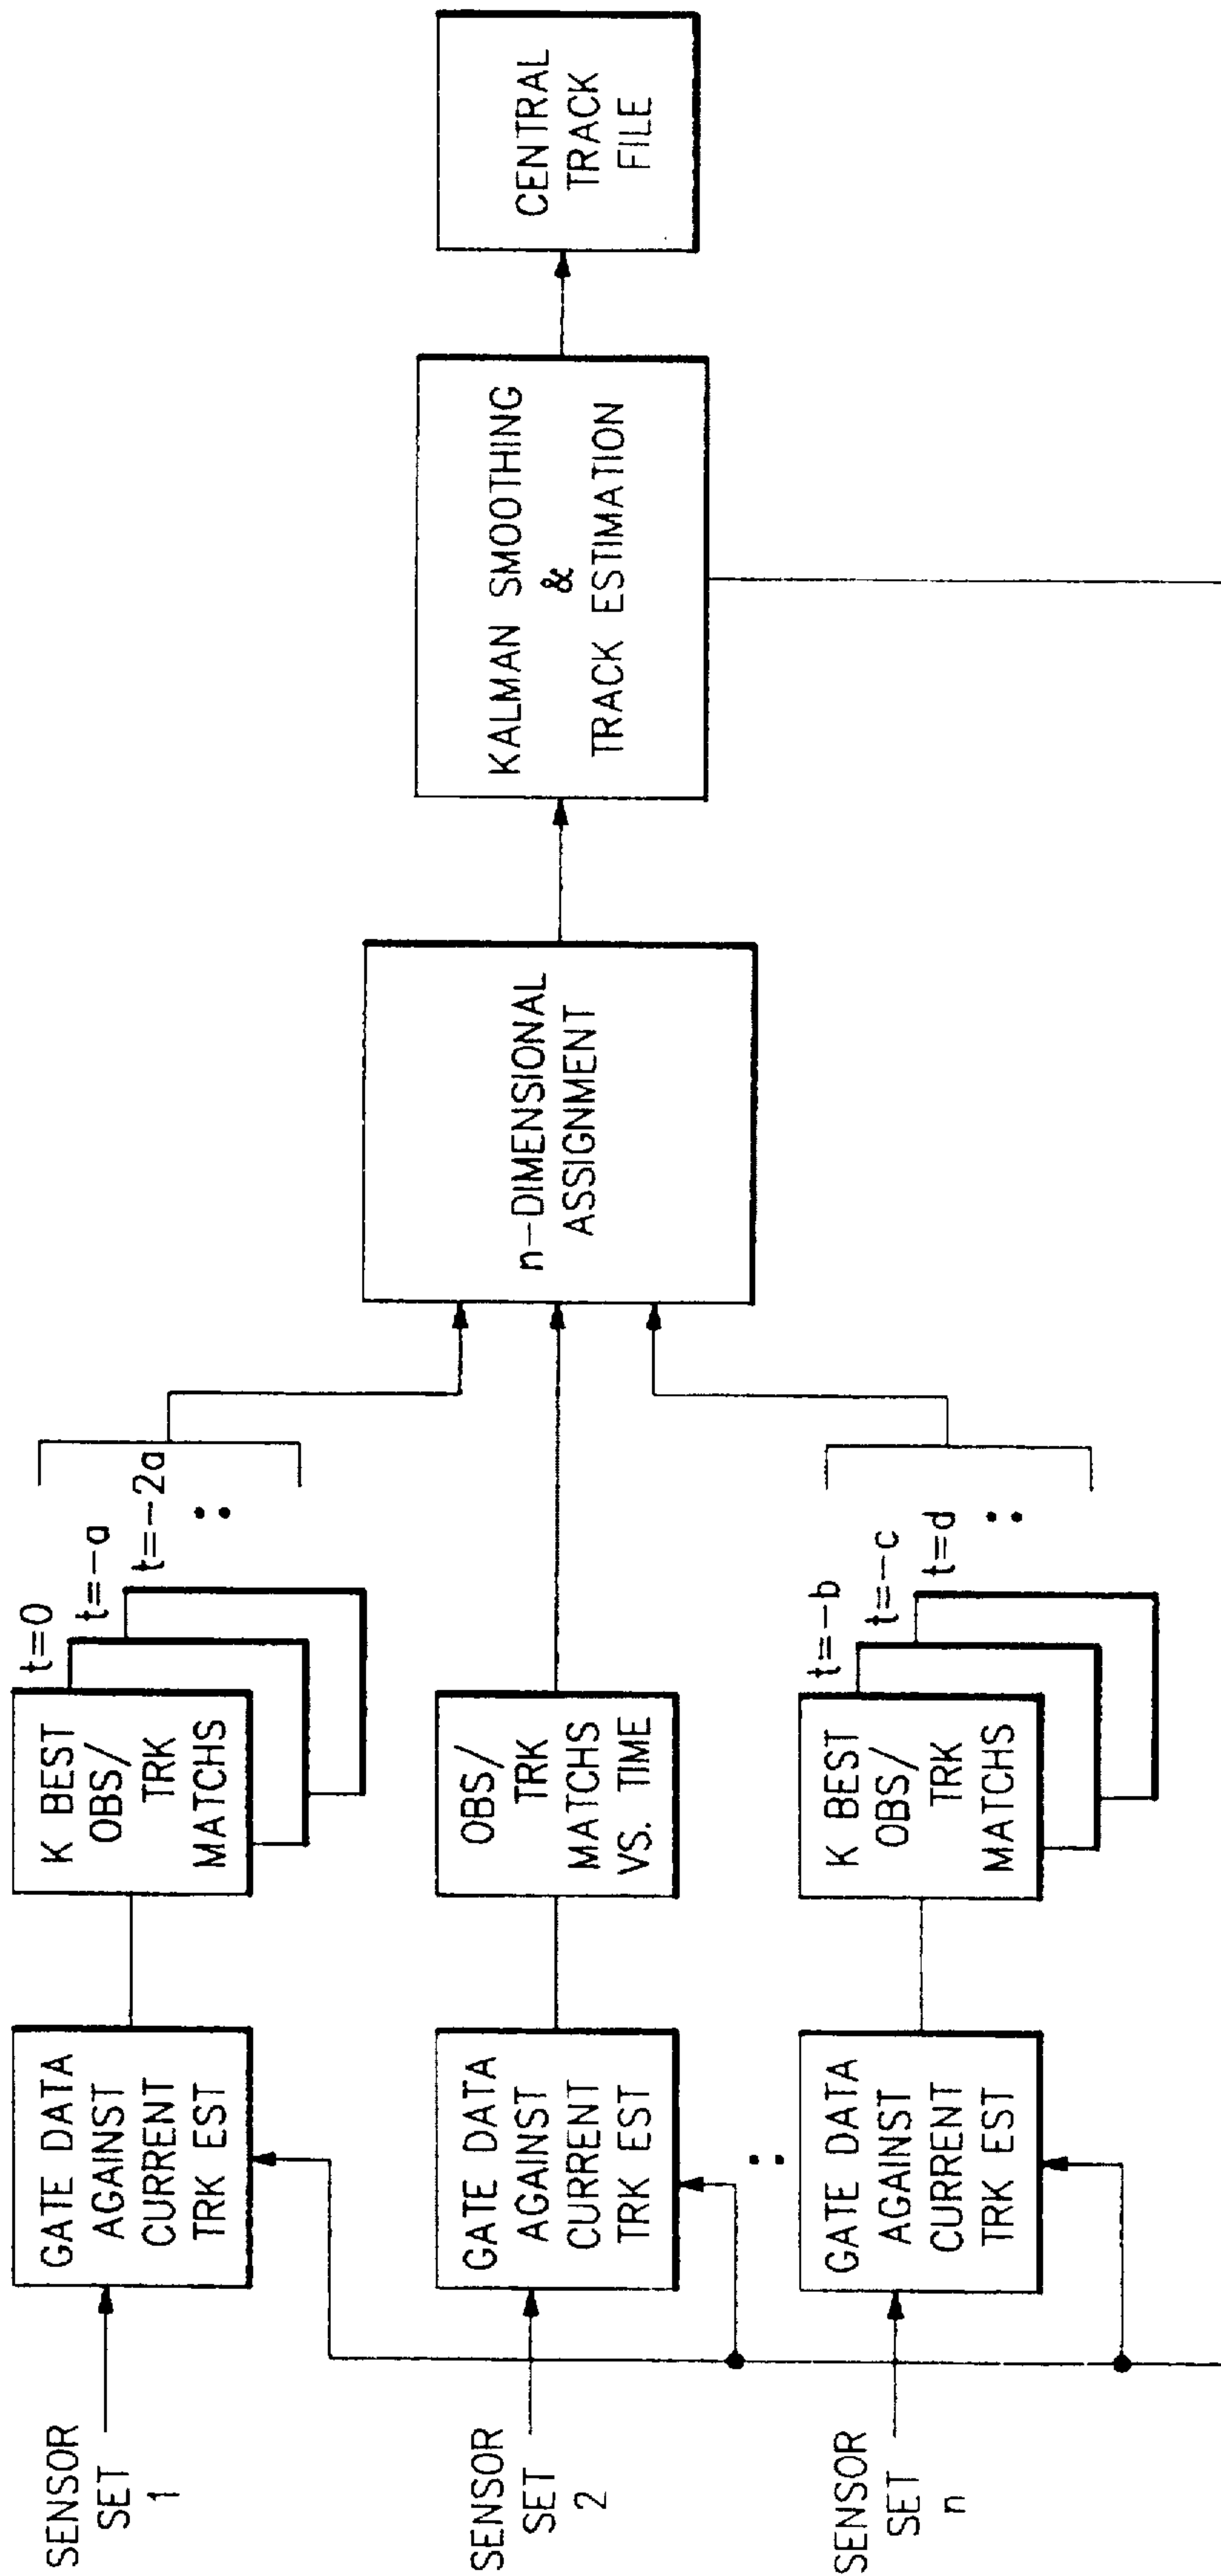 SENSOR
SET
1
GATE DATA
AGAINST
CURRENT
TRK EST
K BEST
OBS/
TRK
MATCHS
t=0
t=-a
t=-2a
SENSOR
SET
2
GATE DATA
AGAINST
CURRENT
TRK EST
OBS/
TRK
MATCHS
VS. TIME
SENSOR
SET
n
GATE DATA
AGAINST
CURRENT
TRK EST
K BEST
OBS/
TRK
MATCHS
t=-b
t=-c
t=d
n-DIMENSIONAL
ASSIGNMENT
KALMAN SMOOTHING
&
TRACK ESTIMATION
CENTRAL
TRACK
FILE